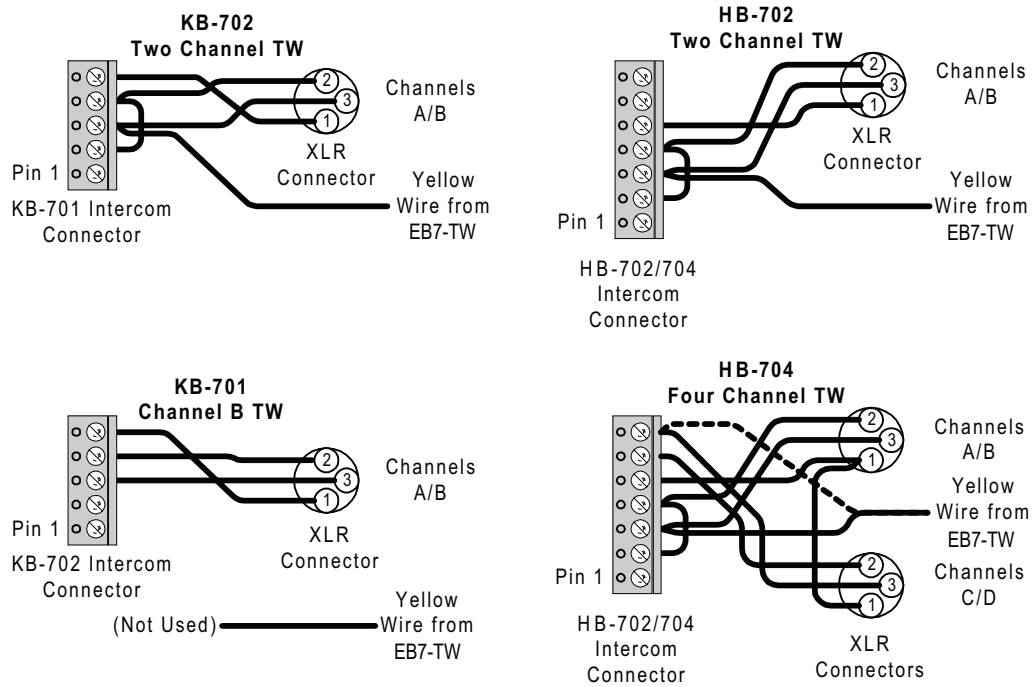 KB-702
Two Channel TW
2
3
1
Channels
A/B
XLR
Connector
Pin 1
KB-701 Intercom
Connector
Yellow
Wire from
EB7-TW
HB-702
Two Channel TW
2
3
1
Channels
A/B
XLR
Connector
Pin 1
HB-702/704
Intercom
Connector
Yellow
Wire from
EB7-TW
KB-701
Channel B TW
2
3
1
Channels
A/B
XLR
Connector
Pin 1
KB-702 Intercom
Connector
(Not Used)
Yellow
Wire from
EB7-TW
HB-704
Four Channel TW
2
3
1
Channels
A/B
Yellow
Wire from
EB7-TW
2
3
1
Channels
C/D
Pin 1
HB-702/704
Intercom
Connector
XLR
Connectors